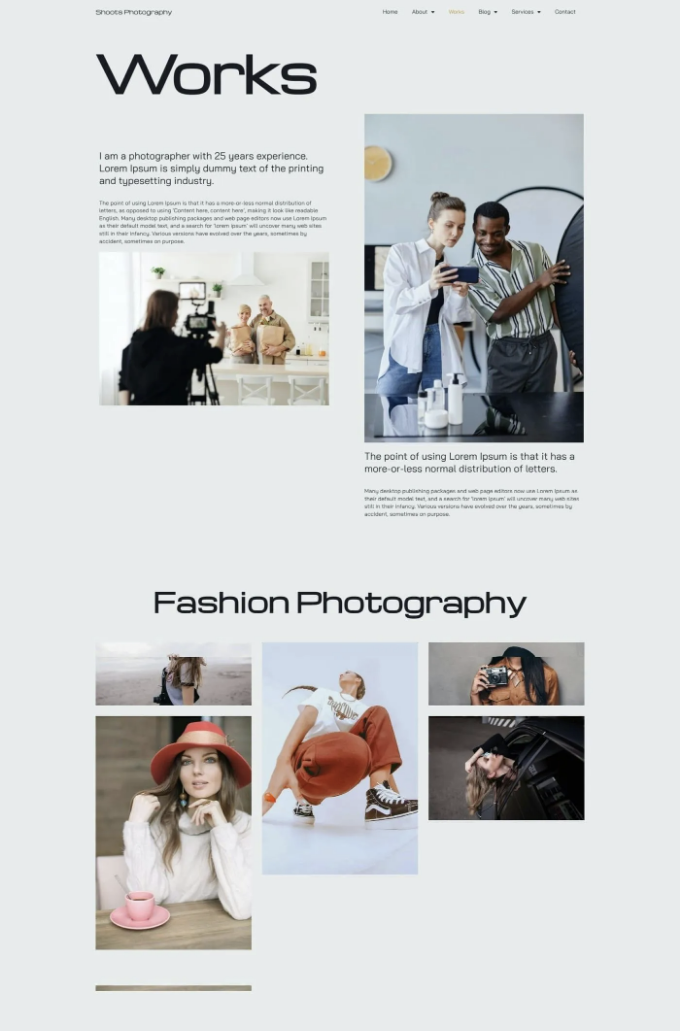 Shoots Photography
Home About Works Blog Services Contact
Works
I am a photographer with 25 years experience.
Lorem Ipsum is simply dummy text of the printing
and typesetting industry.
The point of using Lorem Ipsum is that it has a more-or-less normal distribution of
letters, as opposed to using 'Content here, content here', making it look like readable
English. Many desktop publishing packages and web page editors now use Lorem Ipsum
as their default model text, and a search for 'lorem ipsum' will uncover many web sites
still in their infancy. Various versions have evolved over the years, sometimes by
accident, sometimes on purpose.
The point of using Lorem Ipsum is that it has a
more-or-less normal distribution of letters.
Many desktop publishing packages and web page editors now use Lorem Ipsum as
their default model text, and a search for 'lorem ipsum' will uncover many web sites
still in their infancy. Various versions have evolved over the years, sometimes by
accident, sometimes on purpose.
Fashion Photography